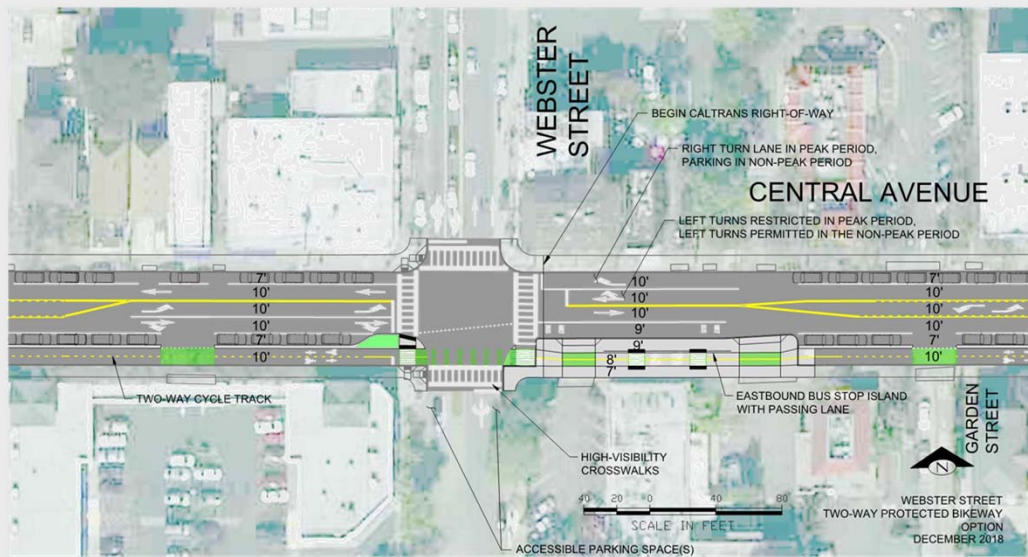 WEBSTER
STREET
BEGIN CALTRANS RIGHT-OF-WAY
RIGHT TURN LANE IN PEAK PERIOD,
PARKING IN NON-PEAK PERIOD
CENTRAL AVENUE
LEFT TURNS RESTRICTED IN PEAK PERIOD,
LEFT TURNS PERMITTED IN THE NON-PEAK PERIOD
7'
10'
10'
10'
7'
10'
10'
10'
10'
9'
9'
8'
7'
7'
10'
10'
10'
7'
10'
TWO-WAY CYCLE TRACK
EASTBOUND BUS STOP ISLAND
WITH PASSING LANE
HIGH-VISIBILITY
CROSSWALKS
GARDEN
STREET
N
40 20 0 40 80
SCALE IN FEET
WEBSTER STREET
TWO-WAY PROTECTED BIKEWAY
OPTION
DECEMBER 2018
ACCESSIBLE PARKING SPACE(S)